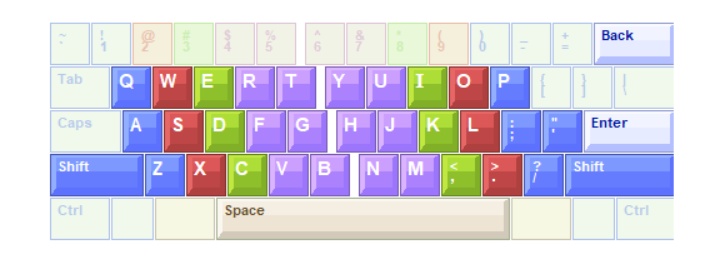 ~ ` ! 1 @ 2 # 3 $ 4 % 5 ^ 6 & 7 * 8 ( 9 ) 0 _ - + = Back
Tab Q W E R T Y U I O P { [ } ] | \
Caps A S D F G H J K L : ; " ' Enter
Shift Z X C V B N M < , > . ? / Shift
Ctrl Space Ctrl